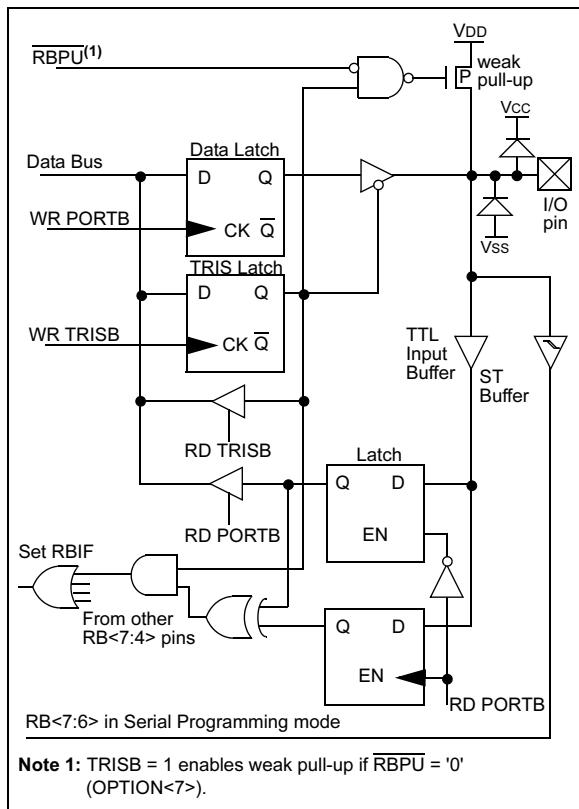 VDD
RBPU(1)
weak
pull-up
P
VCC
Data Bus
Data Latch
D Q
WR PORTB
CK Q
I/O
pin
VSS
TRIS Latch
D Q
WR TRISB
CK Q
TTL
Input
Buffer
ST
Buffer
RD TRISB
Latch
Q D
EN
RD PORTB
Set RBIF
From other
RB<7:4> pins
Q D
EN
RD PORTB
RB<7:6> in Serial Programming mode
Note 1: TRISB = 1 enables weak pull-up if RBPU = '0'
(OPTION<7>).